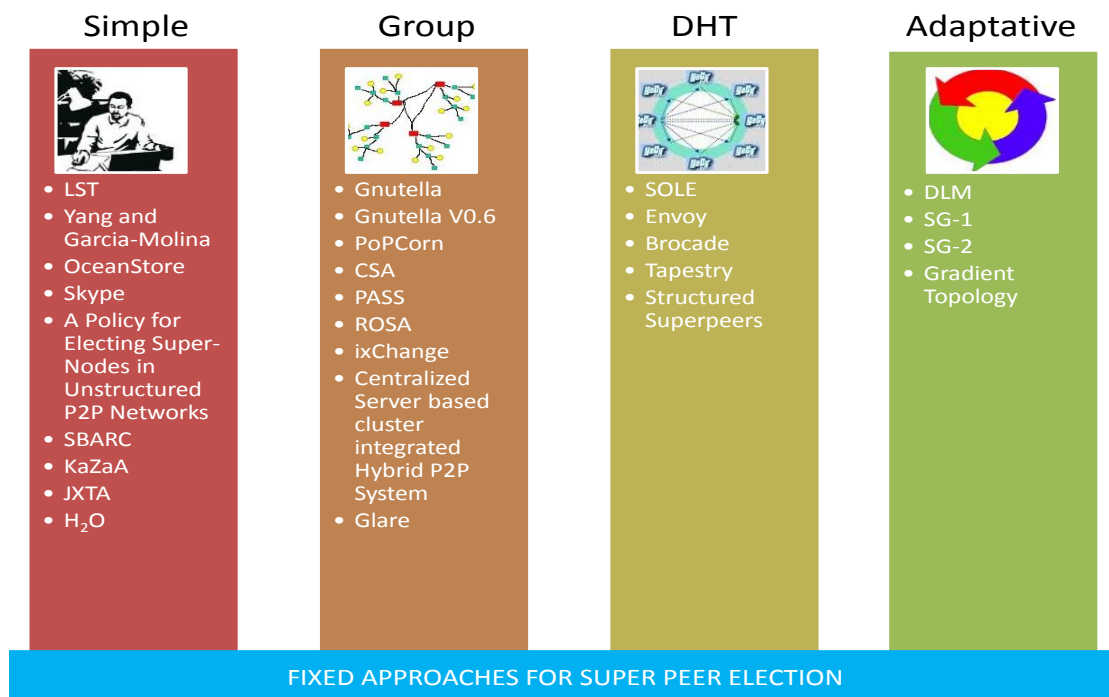 Simple
Group
DHT
Adaptative
• LST
• Yang and
Garcia-Molina
• OceanStore
• Skype
• A Policy for
Electing Super-
Nodes in
Unstructured
P2P Networks
• SBARC
• KaZaA
• JXTA
• H₂O
• Gnutella
• Gnutella V0.6
• PoPCorn
• CSA
• PASS
• ROSA
• ixChange
• Centralized
Server based
cluster
integrated
Hybrid P2P
System
• Glare
• SOLE
• Envoy
• Brocade
• Tapestry
• Structured
Superpeers
• DLM
• SG-1
• SG-2
• Gradient
Topology
FIXED APPROACHES FOR SUPER PEER ELECTION